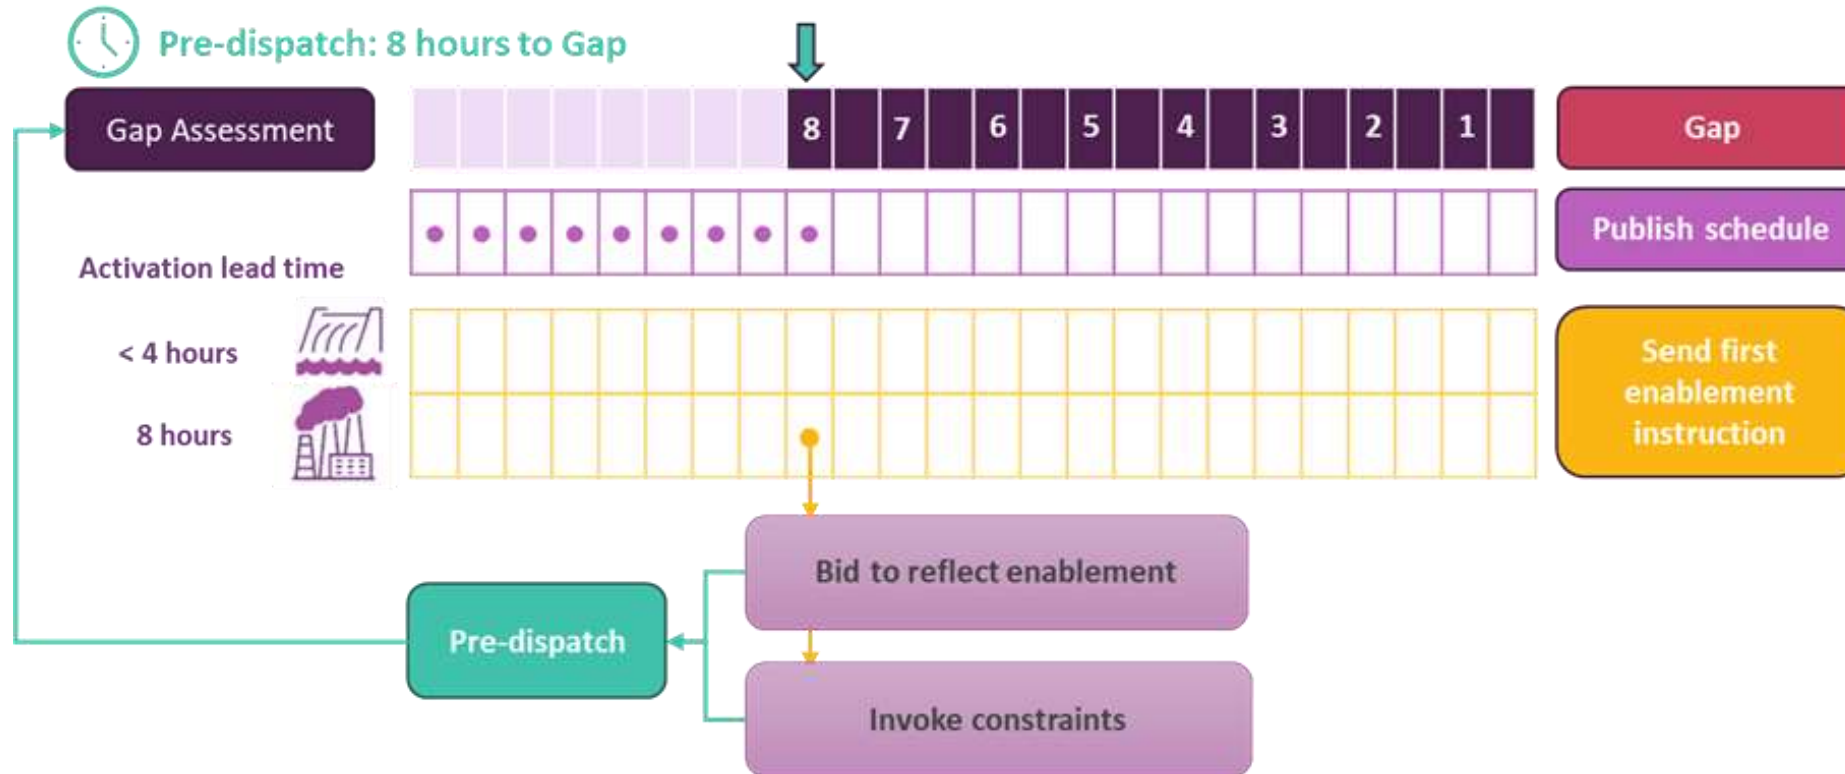 Pre-dispatch: 8 hours to Gap
Gap Assessment
8 7 6 5 4 3 2 1
Gap
Publish schedule
Activation lead time
< 4 hours
8 hours
Send first
enablement
instruction
Bid to reflect enablement
Pre-dispatch
Invoke constraints